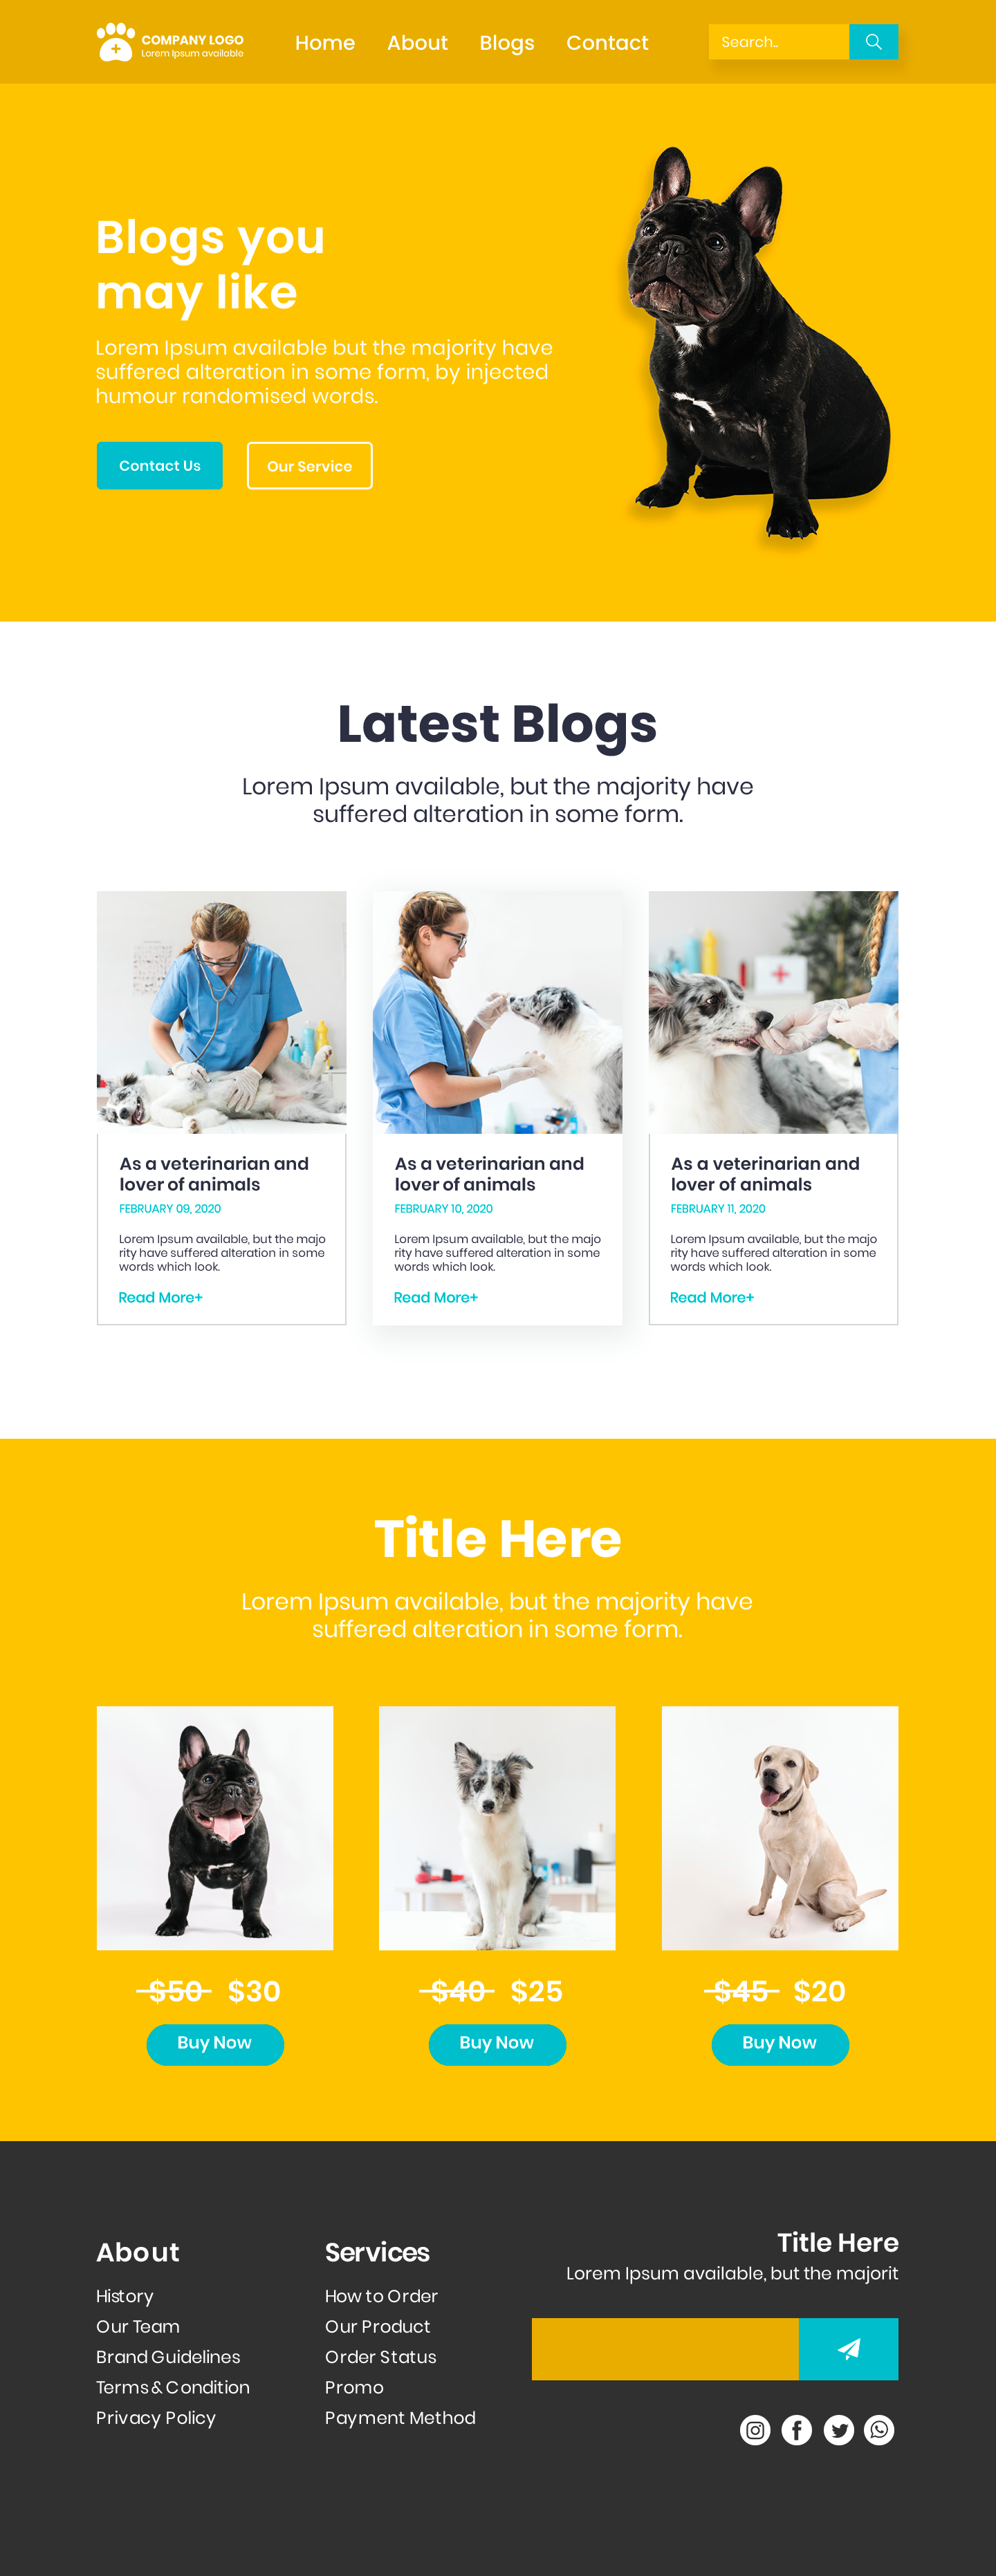 COMPANY LOGO
Lorem Ipsum available
Home
About
Blogs
Contact
Search..
Blogs you
may like
Lorem Ipsum available but the majority have
suffered alteration in some form, by injected
humour randomised words.
Contact Us
Our Service
Latest Blogs
Lorem Ipsum available, but the majority have
suffered alteration in some form.
As a veterinarian and
lover of animals
FEBRUARY 09, 2020
Lorem Ipsum available, but the majo
rity have suffered alteration in some
words which look.
Read More+
As a veterinarian and
lover of animals
FEBRUARY 10, 2020
Lorem Ipsum available, but the majo
rity have suffered alteration in some
words which look.
Read More+
As a veterinarian and
lover of animals
FEBRUARY 11, 2020
Lorem Ipsum available, but the majo
rity have suffered alteration in some
words which look.
Read More+
Title Here
Lorem Ipsum available, but the majority have
suffered alteration in some form.
$50 $30
Buy Now
$40 $25
Buy Now
$45 $20
Buy Now
About
History
Our Team
Brand Guidelines
Terms & Condition
Privacy Policy
Services
How to Order
Our Product
Order Status
Promo
Payment Method
Title Here
Lorem Ipsum available, but the majorit